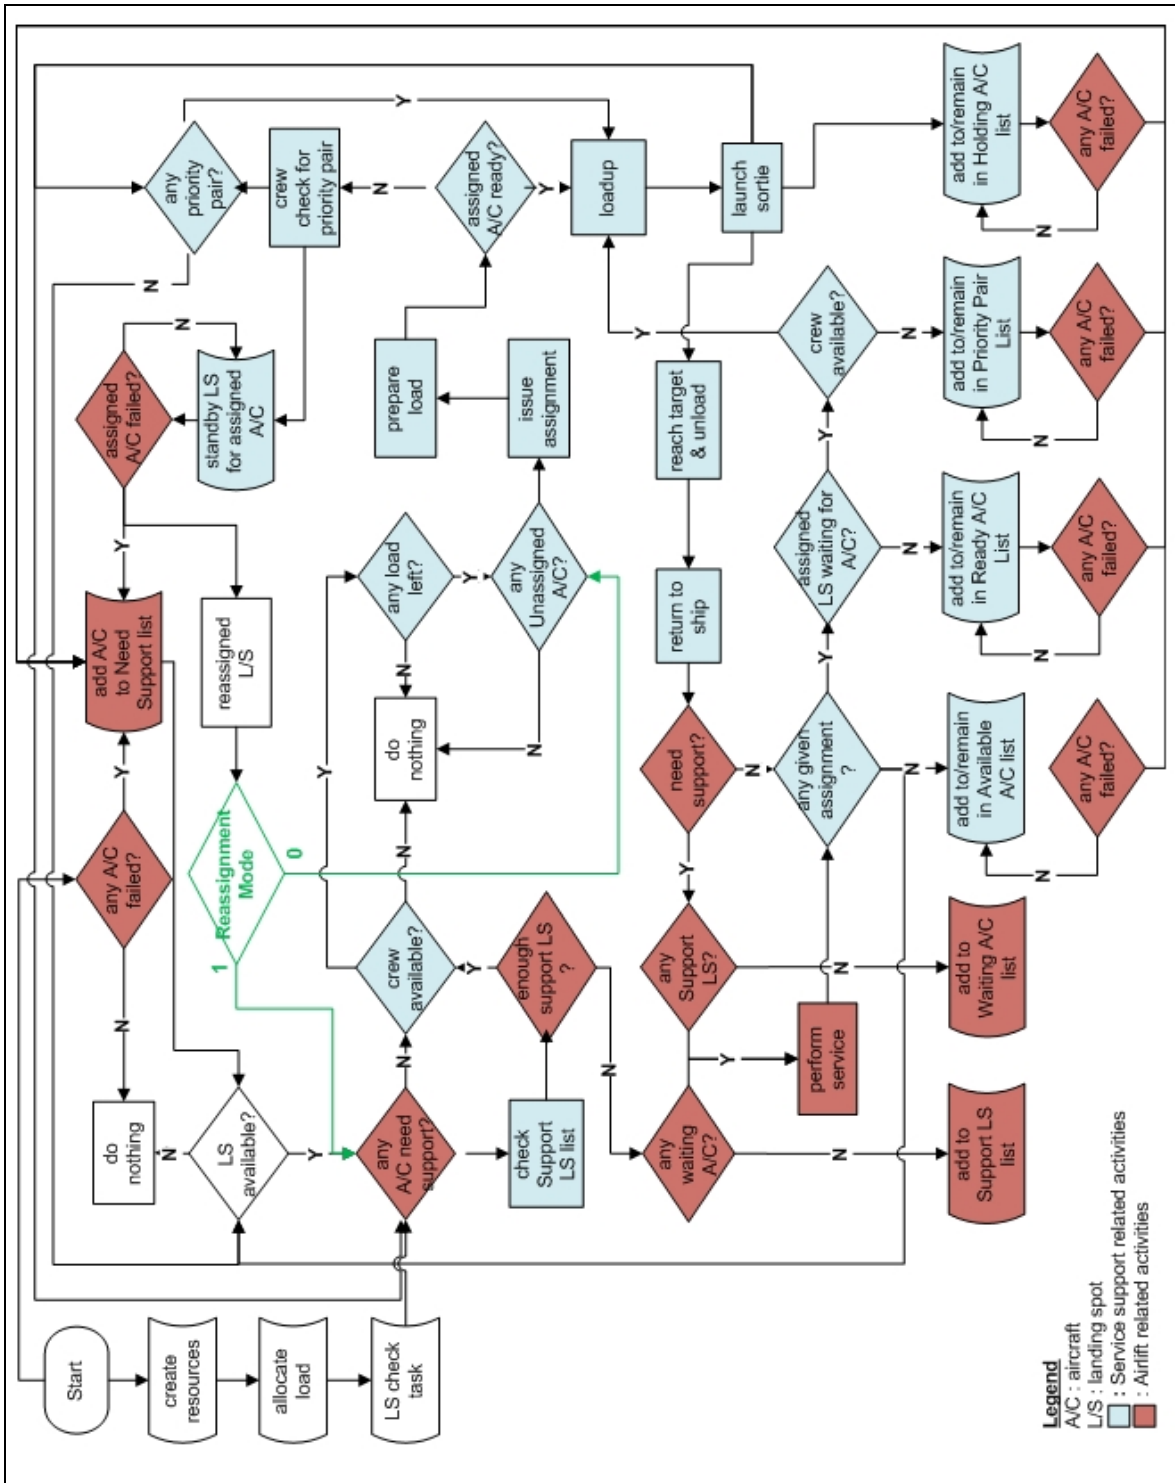 Start
create
resources
allocate
load
LS check
task
do
nothing
N
LS
available?
N
Y
any
A/C need
support?
N
check
Support
LS list
any A/C
failed?
Y
add A/C
to Need
Support list
Y
assigned
A/C failed?
N
standby LS
for assigned
A/C
reassigned
L/S
Reassignment
Mode
1
0
any
priority
pair?
N
Y
crew
check for
priority pair
N
assigned
A/C ready?
Y
crew
available?
Y
N
enough
support LS
?
Y
N
do
nothing
any load
left?
N
Y
any
Unassigned
A/C?
N
issue
assignment
prepare
load
loadup
launch
sortie
reach target
& unload
return to
ship
need
support?
Y
N
any
Support
LS?
N
any
waiting
A/C?
N
Y
perform
service
any given
assignment
?
Y
N
assigned
LS waiting for
A/C?
Y
N
crew
available?
Y
N
add to
Support LS
list
add to
Waiting A/C
list
add to/remain
in Available
A/C list
add to/remain
in Ready A/C
List
add to/remain
in Priority Pair
List
add to/remain
in Holding A/C
list
any A/C
failed?
N
any A/C
failed?
N
any A/C
failed?
N
any A/C
failed?
N
Legend
A/C : aircraft
L/S : landing spot
: Service support related activities
: Airlift related activities